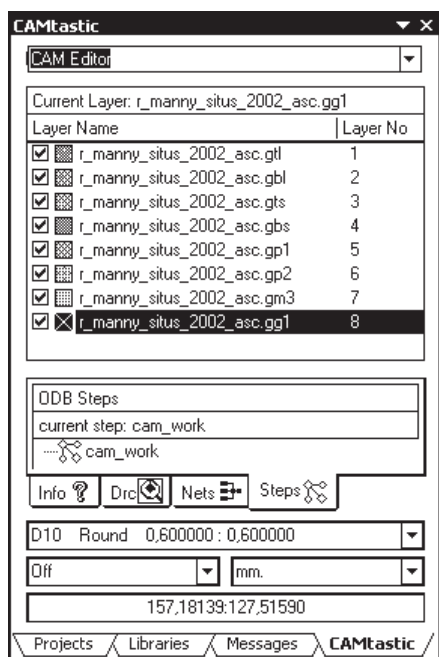 CAMtastic
CAM Editor
Current Layer: r_manny_situs_2002_asc.gg1
Layer Name Layer No
r_manny_situs_2002_asc.gtl 1
r_manny_situs_2002_asc.gbl 2
r_manny_situs_2002_asc.gts 3
r_manny_situs_2002_asc.gbs 4
r_manny_situs_2002_asc.gp1 5
r_manny_situs_2002_asc.gp2 6
r_manny_situs_2002_asc.gm3 7
r_manny_situs_2002_asc.gg1 8
ODB Steps
current step: cam_work
cam_work
Info Drc Nets Steps
D10 Round 0,600000 : 0,600000
Off mm.
157,18139:127,51590
Projects Libraries Messages CAMtastic